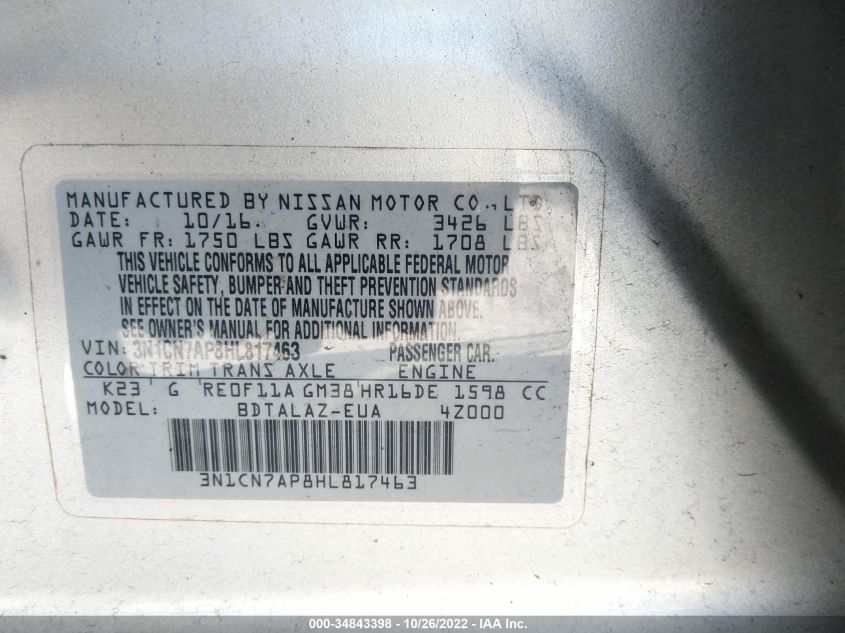 MANUFACTURED BY NISSAN MOTOR CO., LTD.
DATE: 10/16 GVWR: 3426 LBS
GAWR FR: 1750 LBS GAWR RR: 1708 LBS
THIS VEHICLE CONFORMS TO ALL APPLICABLE FEDERAL MOTOR
VEHICLE SAFETY, BUMPER AND THEFT PREVENTION STANDARDS
IN EFFECT ON THE DATE OF MANUFACTURE SHOWN ABOVE.
SEE OWNER'S MANUAL FOR ADDITIONAL INFORMATION.
VIN: 3N1CN7AP8HL817463 PASSENGER CAR.
COLOR TRIM TRANS AXLE ENGINE
K23 G RE0F11A GM38 HR16DE 1598 CC
MODEL: BDTALAZ-EUA 4Z000
3N1CN7AP8HL817463
000-34843398 - 10/26/2022 - IAA Inc.